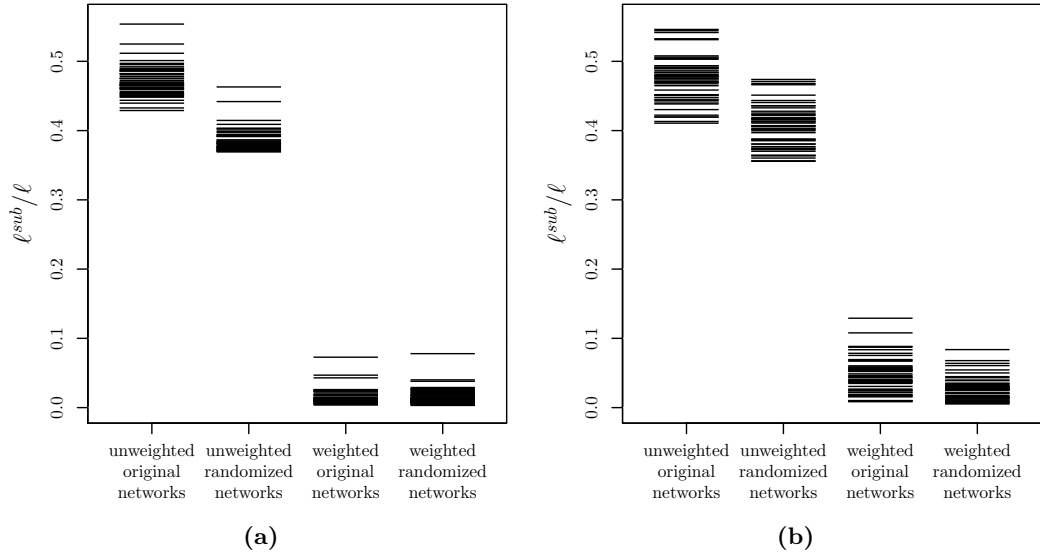 ℓ^sub/ℓ
0.5
0.4
0.3
0.2
0.1
0.0
unweighted original networks
unweighted randomized networks
weighted original networks
weighted randomized networks
(a)
ℓ^sub/ℓ
0.5
0.4
0.3
0.2
0.1
0.0
unweighted original networks
unweighted randomized networks
weighted original networks
weighted randomized networks
(b)